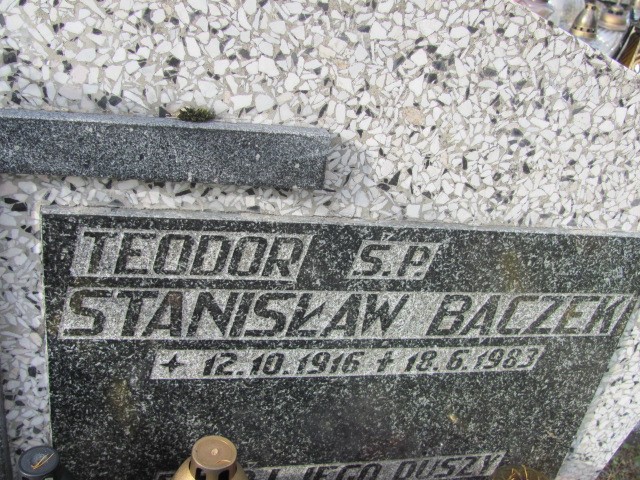 TEODOR Ś.P.
STANISŁAW BACZEK
✦ 12.10.1916 ✝ 18.6.1983
JEGO DUSZY